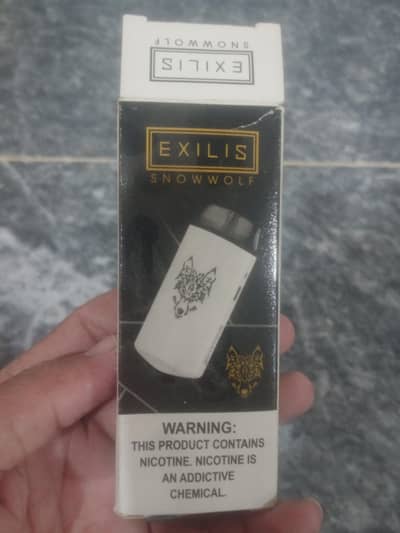 SNOWWOLF
EXILIS
EXILIS
SNOWWOLF
WARNING:
THIS PRODUCT CONTAINS
NICOTINE. NICOTINE IS
AN ADDICTIVE
CHEMICAL.